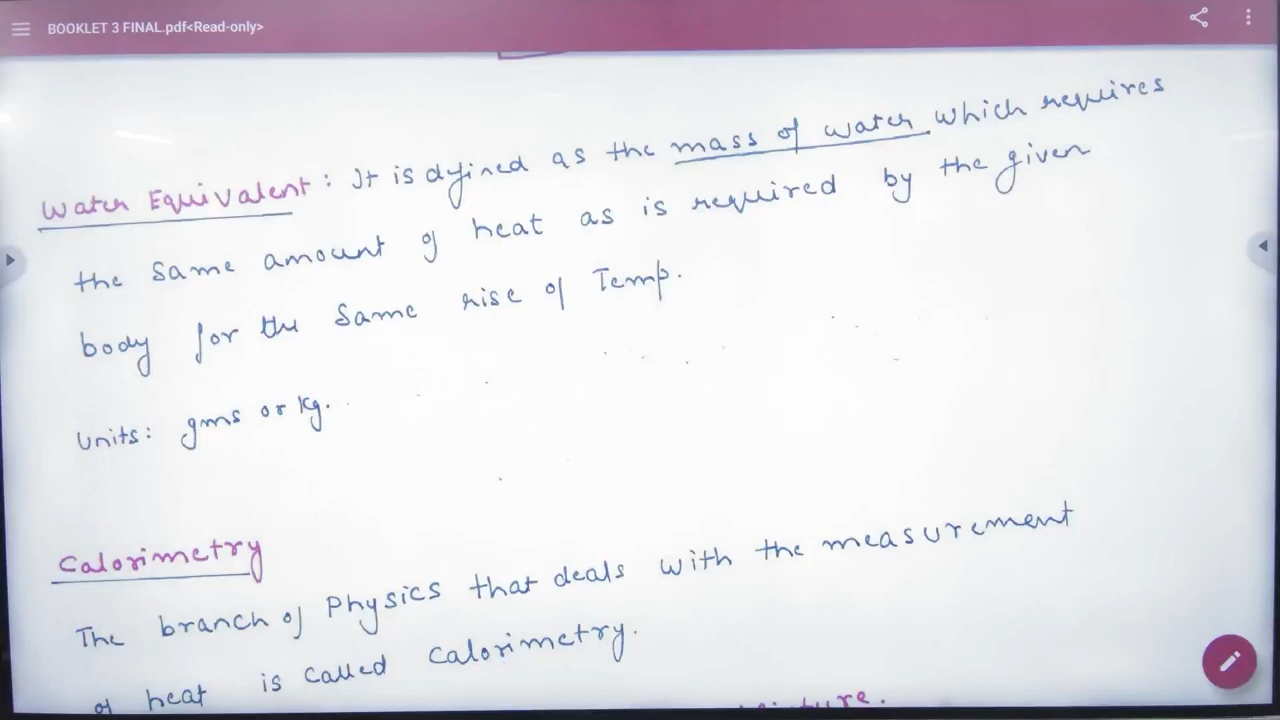 BOOKLET 3 FINAL.pdf<Read-only>
Water Equivalent : It is defined as the mass of water which requires
the same amount of heat as is required by the given
body for the same rise of Temp.
Units: gms or kg.
Calorimetry
The branch of Physics that deals with the measurement
of heat is called Calorimetry.